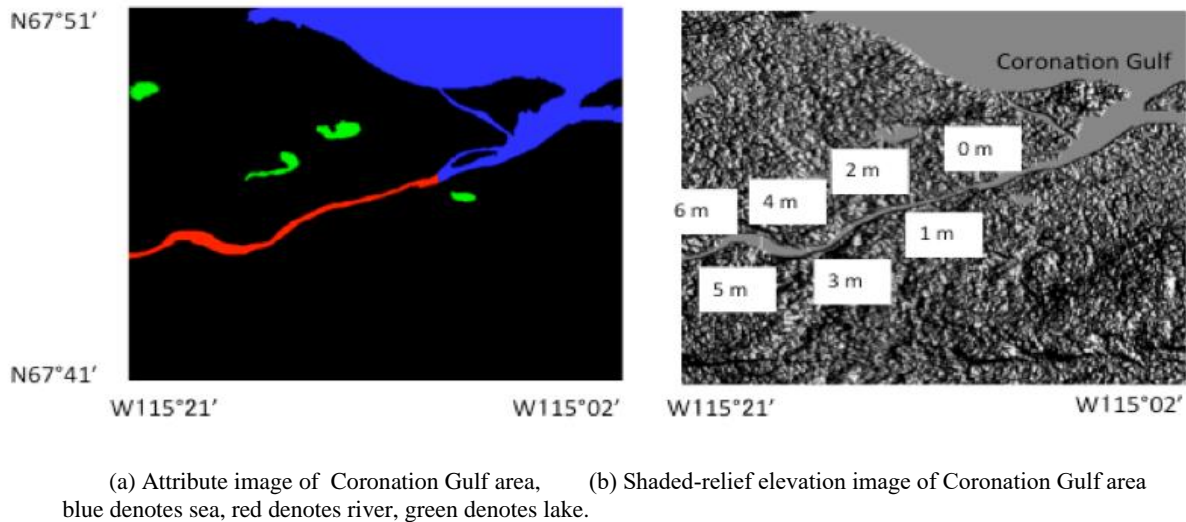 N67°51′
N67°41′
W115°21′
W115°02′
Coronation Gulf
0 m
2 m
4 m
6 m
1 m
3 m
5 m
W115°21′
W115°02′
(a) Attribute image of Coronation Gulf area,
blue denotes sea, red denotes river, green denotes lake.
(b) Shaded-relief elevation image of Coronation Gulf area